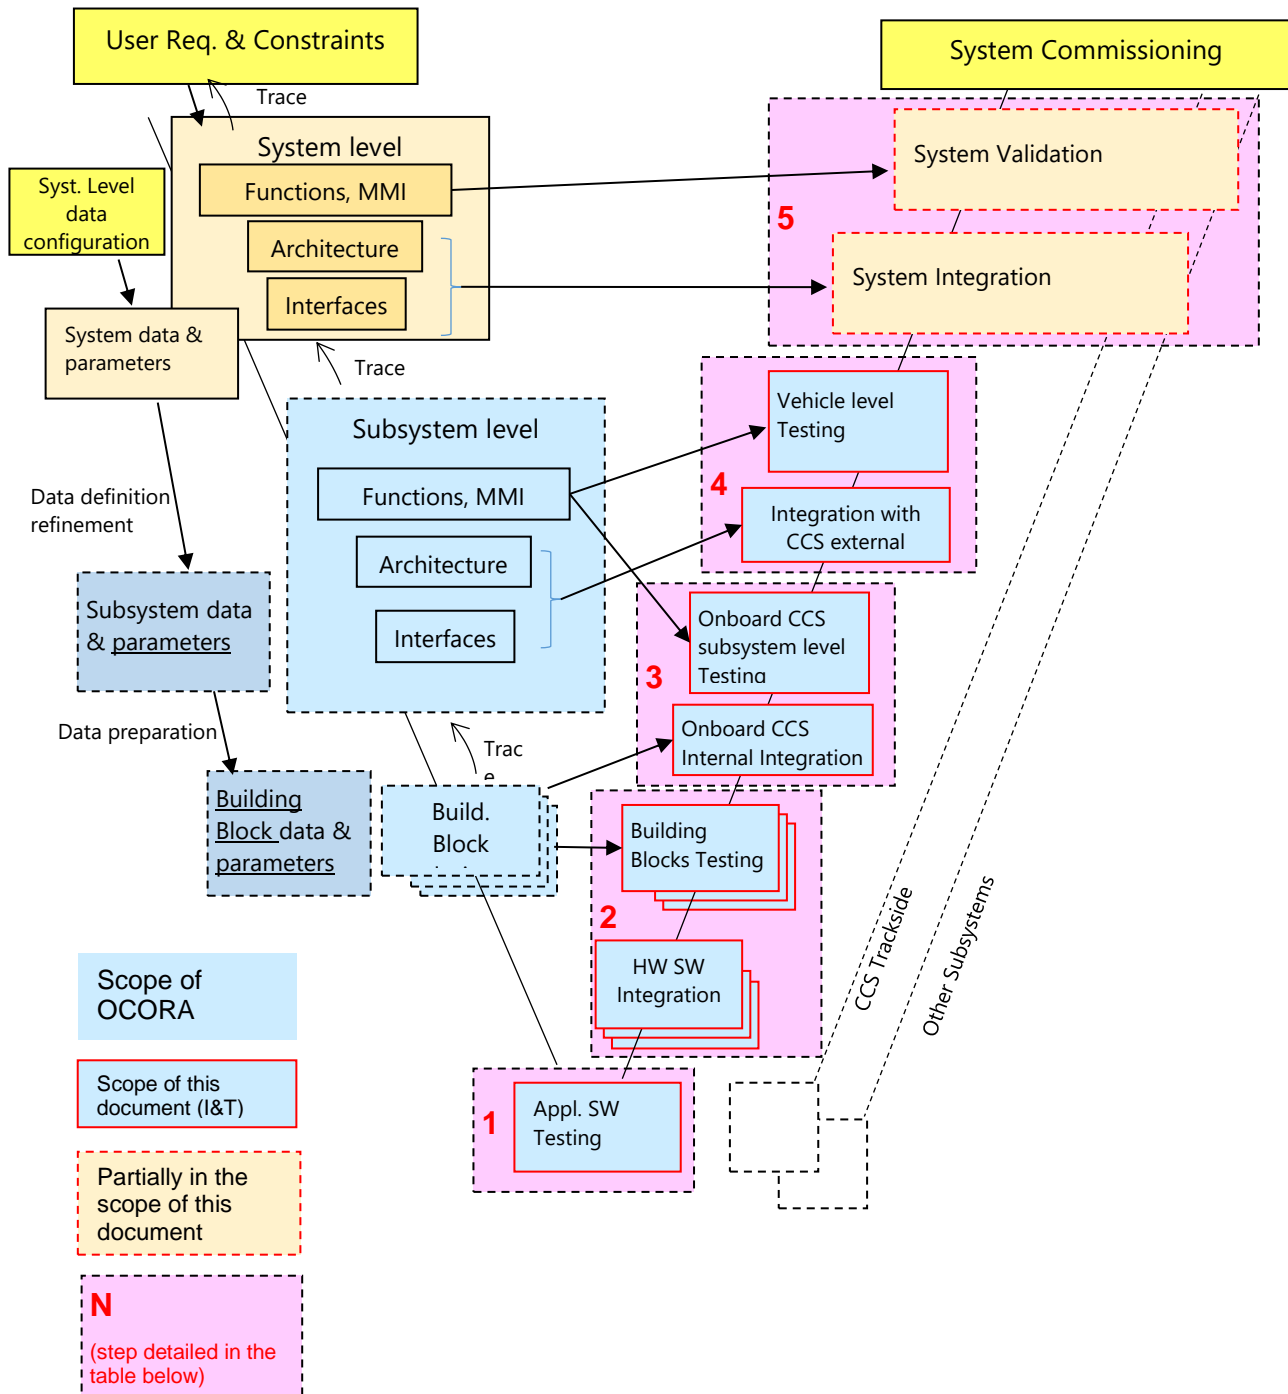 User Req. & Constraints
System Commissioning
Trace
System level
Functions, MMI
Architecture
Interfaces
Syst. Level
data
configuration
System data &
parameters
System Validation
5
System Integration
Trace
Subsystem level
Functions, MMI
Architecture
Interfaces
Vehicle level
Testing
4
Integration with
CCS external
Data definition
refinement
Subsystem data
& parameters
Onboard CCS
subsystem level
Testing
3
Onboard CCS
Internal Integration
Data preparation
Trac
e
Building
Block data &
parameters
Build.
Block
Building
Blocks Testing
2
HW SW
Integration
CCS Trackside
Other Subsystems
1
Appl. SW
Testing
Scope of
OCORA
Scope of this
document (I&T)
Partially in the
scope of this
document
N
(step detailed in the
table below)